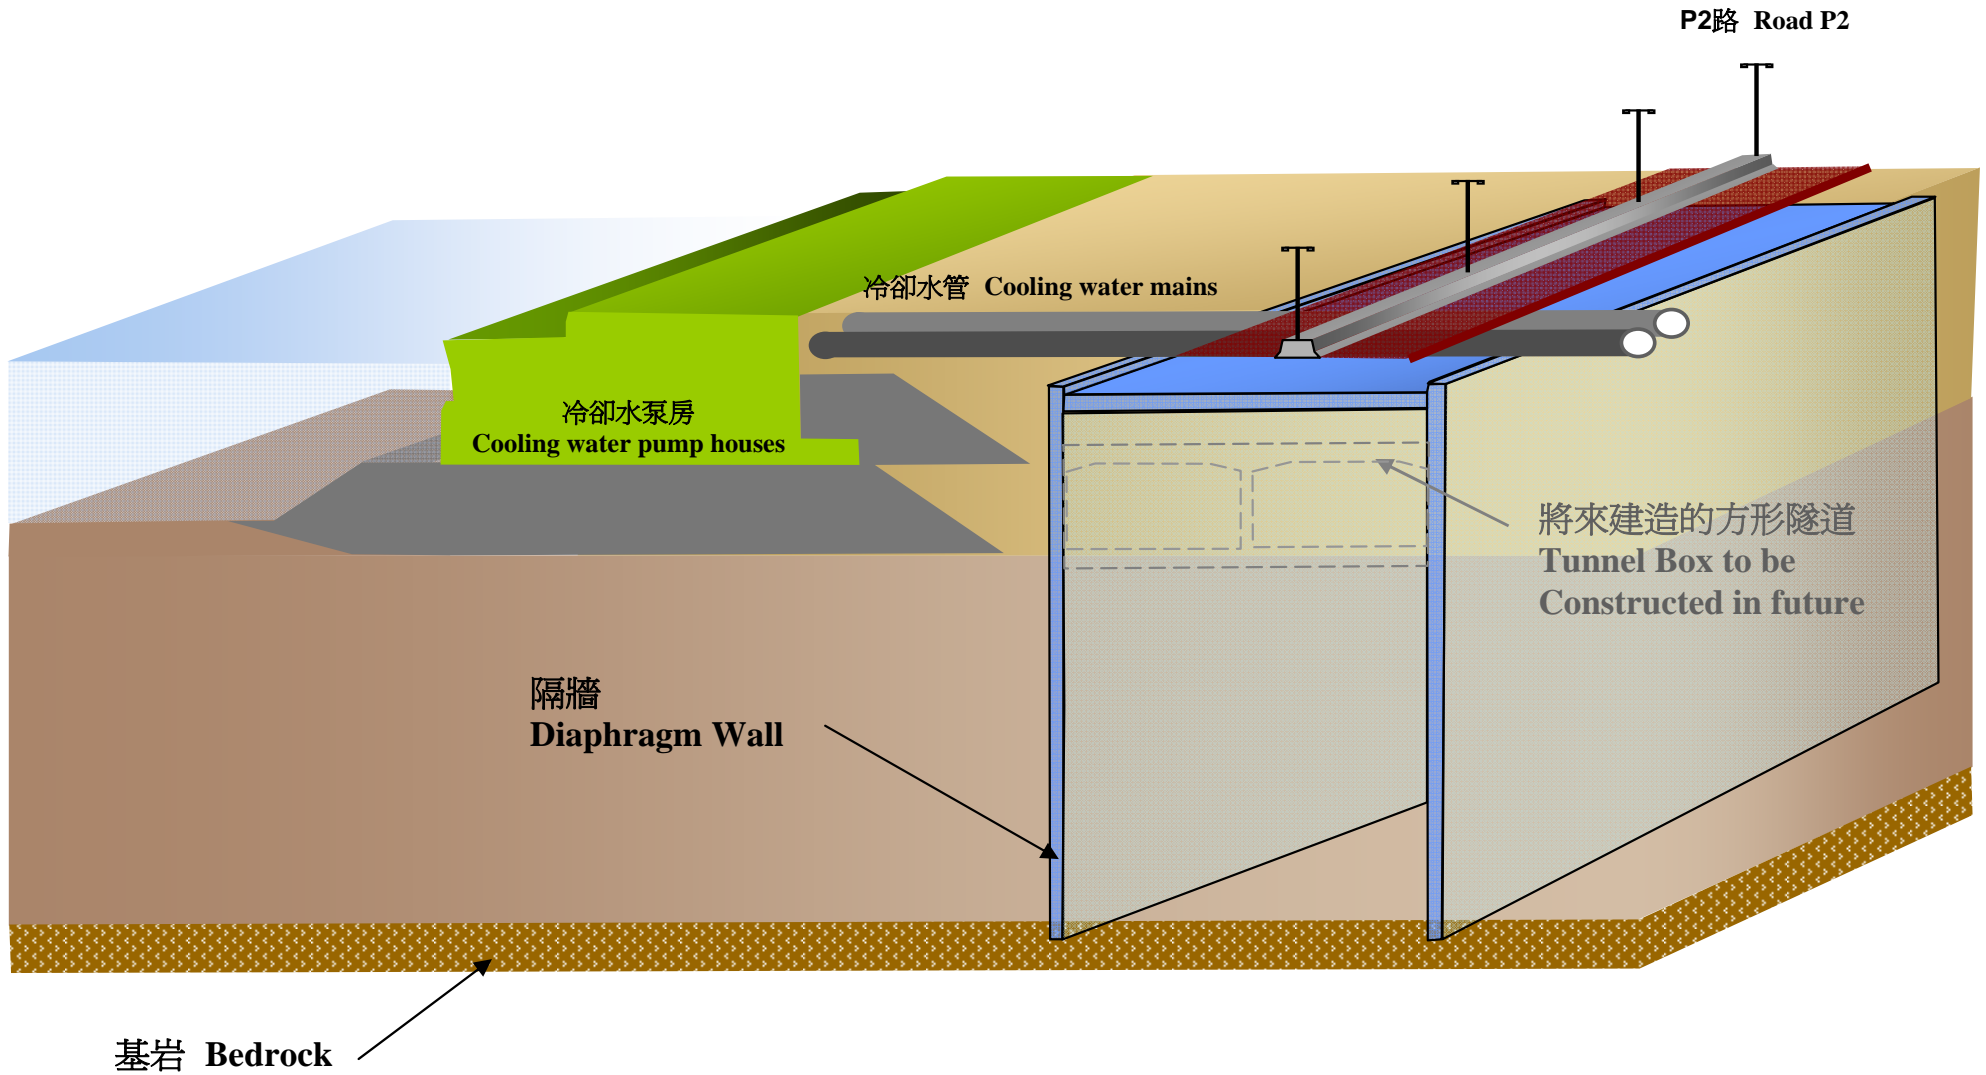 P2路 Road P2
冷卻水管 Cooling water mains
冷卻水泵房
Cooling water pump houses
將來建造的方形隧道
Tunnel Box to be
Constructed in future
隔牆
Diaphragm Wall
基岩 Bedrock